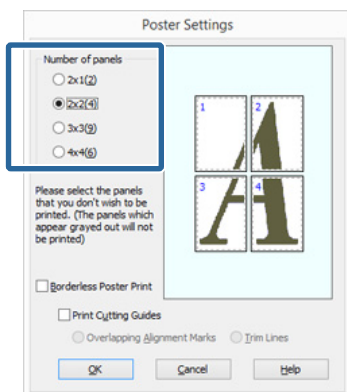 Poster Settings
Number of panels
2x1(2)
2x2(4)
3x3(9)
4x4(6)
1
2
3
4
A
Please select the panels
that you don't wish to be
printed. (The panels which
appear grayed out will not
be printed)
Borderless Poster Print
Print Cutting Guides
Overlapping Alignment Marks
Trim Lines
OK
Cancel
Help